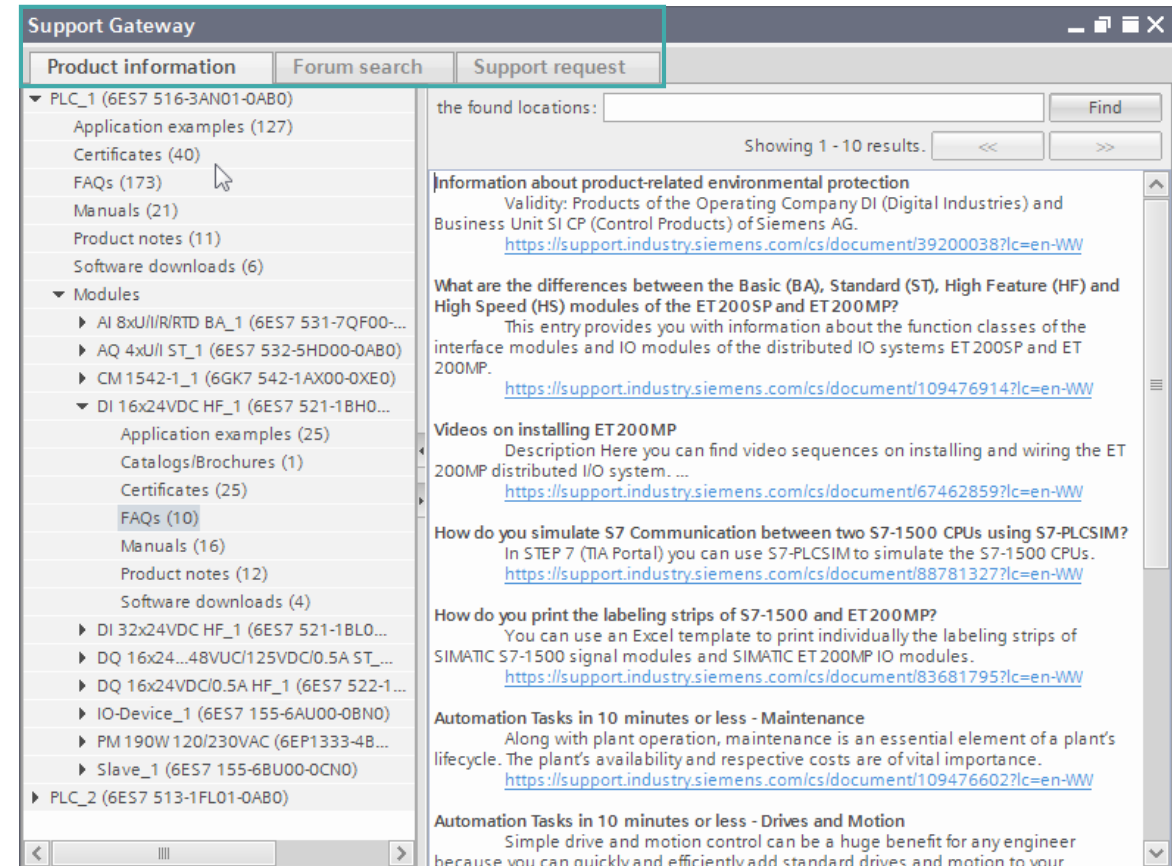 Support Gateway
Product information
Forum search
Support request
PLC_1 (6ES7 516-3AN01-0AB0)
Application examples (127)
Certificates (40)
FAQs (173)
Manuals (21)
Product notes (11)
Software downloads (6)
Modules
AI 8xU/I/R/RTD BA_1 (6ES7 531-7QF00-...
AQ 4xU/I ST_1 (6ES7 532-5HD00-0AB0)
CM 1542-1_1 (6GK7 542-1AX00-0XE0)
DI 16x24VDC HF_1 (6ES7 521-1BH0...
Application examples (25)
Catalogs/Brochures (1)
Certificates (25)
FAQs (10)
Manuals (16)
Product notes (12)
Software downloads (4)
DI 32x24VDC HF_1 (6ES7 521-1BL0...
DQ 16x24...48VUC/125VDC/0.5A ST_...
DQ 16x24VDC/0.5A HF_1 (6ES7 522-1...
IO-Device_1 (6ES7 155-6AU00-0BN0)
PM 190W 120/230VAC (6EP1333-4B...
Slave_1 (6ES7 155-6BU00-0CN0)
PLC_2 (6ES7 513-1FL01-0AB0)
the found locations:
Find
Showing 1 - 10 results.
<<
>>
Information about product-related environmental protection
Validity: Products of the Operating Company DI (Digital Industries) and
Business Unit SI CP (Control Products) of Siemens AG.
https://support.industry.siemens.com/cs/document/39200038?lc=en-WW
What are the differences between the Basic (BA), Standard (ST), High Feature (HF) and
High Speed (HS) modules of the ET200SP and ET200MP?
This entry provides you with information about the function classes of the
interface modules and IO modules of the distributed IO systems ET 200SP and ET
200MP.
https://support.industry.siemens.com/cs/document/109476914?lc=en-WW
Videos on installing ET200MP
Description Here you can find video sequences on installing and wiring the ET
200MP distributed I/O system. ...
https://support.industry.siemens.com/cs/document/67462859?lc=en-WW
How do you simulate S7 Communication between two S7-1500 CPUs using S7-PLCSIM?
In STEP 7 (TIA Portal) you can use S7-PLCSIM to simulate the S7-1500 CPUs.
https://support.industry.siemens.com/cs/document/88781327?lc=en-WW
How do you print the labeling strips of S7-1500 and ET200MP?
You can use an Excel template to print individually the labeling strips of
SIMATIC S7-1500 signal modules and SIMATIC ET 200MP IO modules.
https://support.industry.siemens.com/cs/document/83681795?lc=en-WW
Automation Tasks in 10 minutes or less - Maintenance
Along with plant operation, maintenance is an essential element of a plant's
lifecycle. The plant's availability and respective costs are of vital importance.
https://support.industry.siemens.com/cs/document/109476602?lc=en-WW
Automation Tasks in 10 minutes or less - Drives and Motion
Simple drive and motion control can be a huge benefit for any engineer
because you can quickly and efficiently add standard drives and motion to your